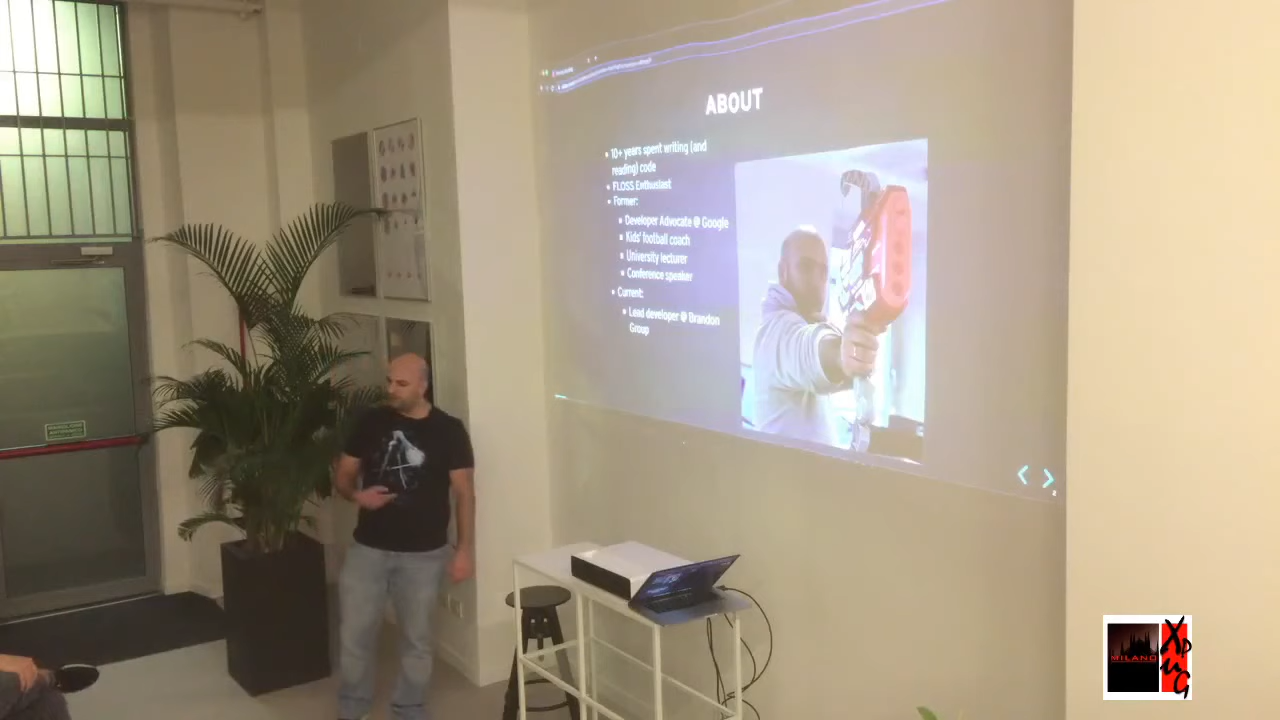 ABOUT
10+ years spent writing (and
reading) code
FLOSS Enthusiast
Former:
Developer Advocate @ Google
Kids' football coach
University lecturer
Conference speaker
Current:
Lead developer @ Brandon
Group
2
MILANO
XPUG